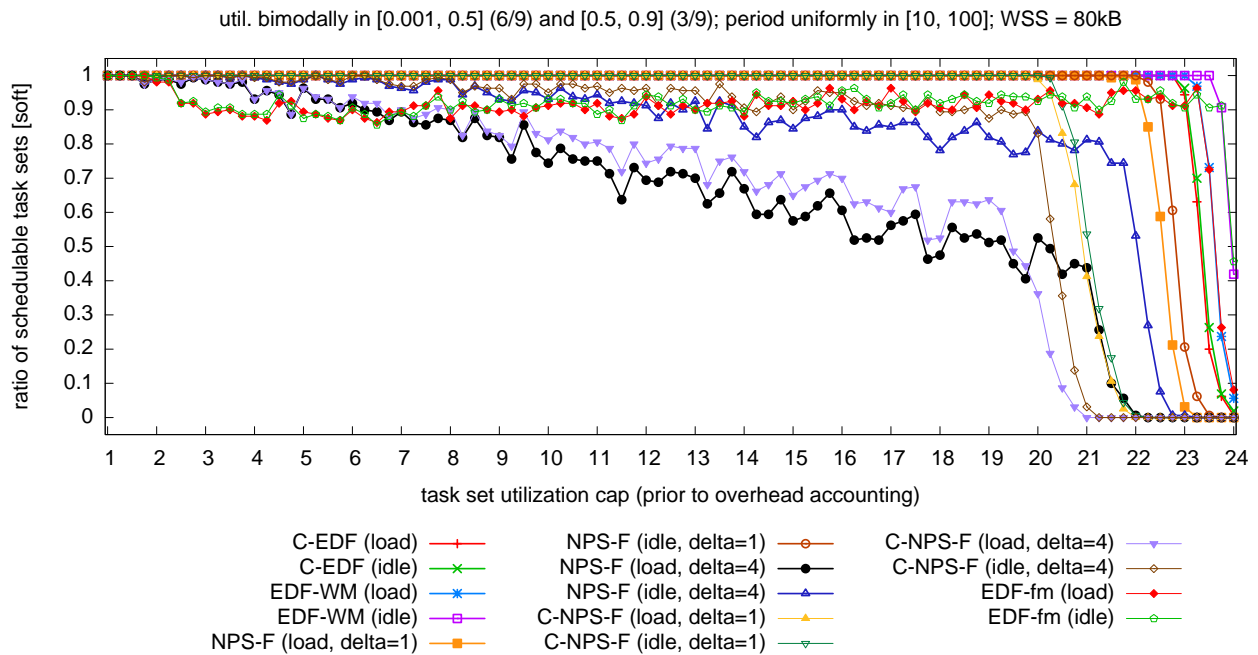 util. bimodally in [0.001, 0.5] (6/9) and [0.5, 0.9] (3/9); period uniformly in [10, 100]; WSS = 80kB
ratio of schedulable task sets [soft]
1
0.9
0.8
0.7
0.6
0.5
0.4
0.3
0.2
0.1
0
1 2 3 4 5 6 7 8 9 10 11 12 13 14 15 16 17 18 19 20 21 22 23 24
task set utilization cap (prior to overhead accounting)
C-EDF (load)
C-EDF (idle)
EDF-WM (load)
EDF-WM (idle)
NPS-F (load, delta=1)
NPS-F (idle, delta=1)
NPS-F (load, delta=4)
NPS-F (idle, delta=4)
C-NPS-F (load, delta=1)
C-NPS-F (idle, delta=1)
C-NPS-F (load, delta=4)
C-NPS-F (idle, delta=4)
EDF-fm (load)
EDF-fm (idle)